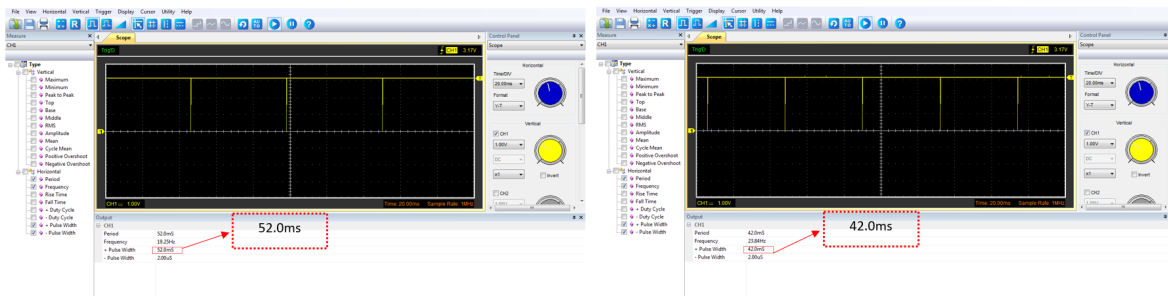 File View Horizontal Vertical Trigger Display Cursor Utility Help
Measure
CH1
Type
Vertical
Maximum
Minimum
Peak to Peak
Top
Base
Middle
RMS
Amplitude
Mean
Cycle Mean
Positive Overshoot
Negative Overshoot
Horizontal
Period
Frequency
Rise Time
Fall Time
+ Duty Cycle
- Duty Cycle
+ Pulse Width
- Pulse Width
Scope
Trig'D
CH1 3.17V
CH1 1.00V
Time 20.00ms Sample Rate 1MHz
Control Panel
Scope
Horizontal
Time/DIV
20.00ms
Format
Y-T
Vertical
CH1
1.00V
DC
x1
Invert
CH2
Output
CH1
Period 52.0mS
Frequency 19.25Hz
+ Pulse Width 52.0mS
- Pulse Width 2.00uS
52.0ms
File View Horizontal Vertical Trigger Display Cursor Utility Help
Measure
CH1
Type
Vertical
Maximum
Minimum
Peak to Peak
Top
Base
Middle
RMS
Amplitude
Mean
Cycle Mean
Positive Overshoot
Negative Overshoot
Horizontal
Period
Frequency
Rise Time
Fall Time
+ Duty Cycle
- Duty Cycle
+ Pulse Width
- Pulse Width
Scope
Trig'D
CH1 3.17V
CH1 1.00V
Time 20.00ms Sample Rate 1MHz
Control Panel
Scope
Horizontal
Time/DIV
20.00ms
Format
Y-T
Vertical
CH1
1.00V
DC
x1
Invert
CH2
Output
CH1
Period 42.0mS
Frequency 23.84Hz
+ Pulse Width 42.0mS
- Pulse Width 2.00uS
42.0ms